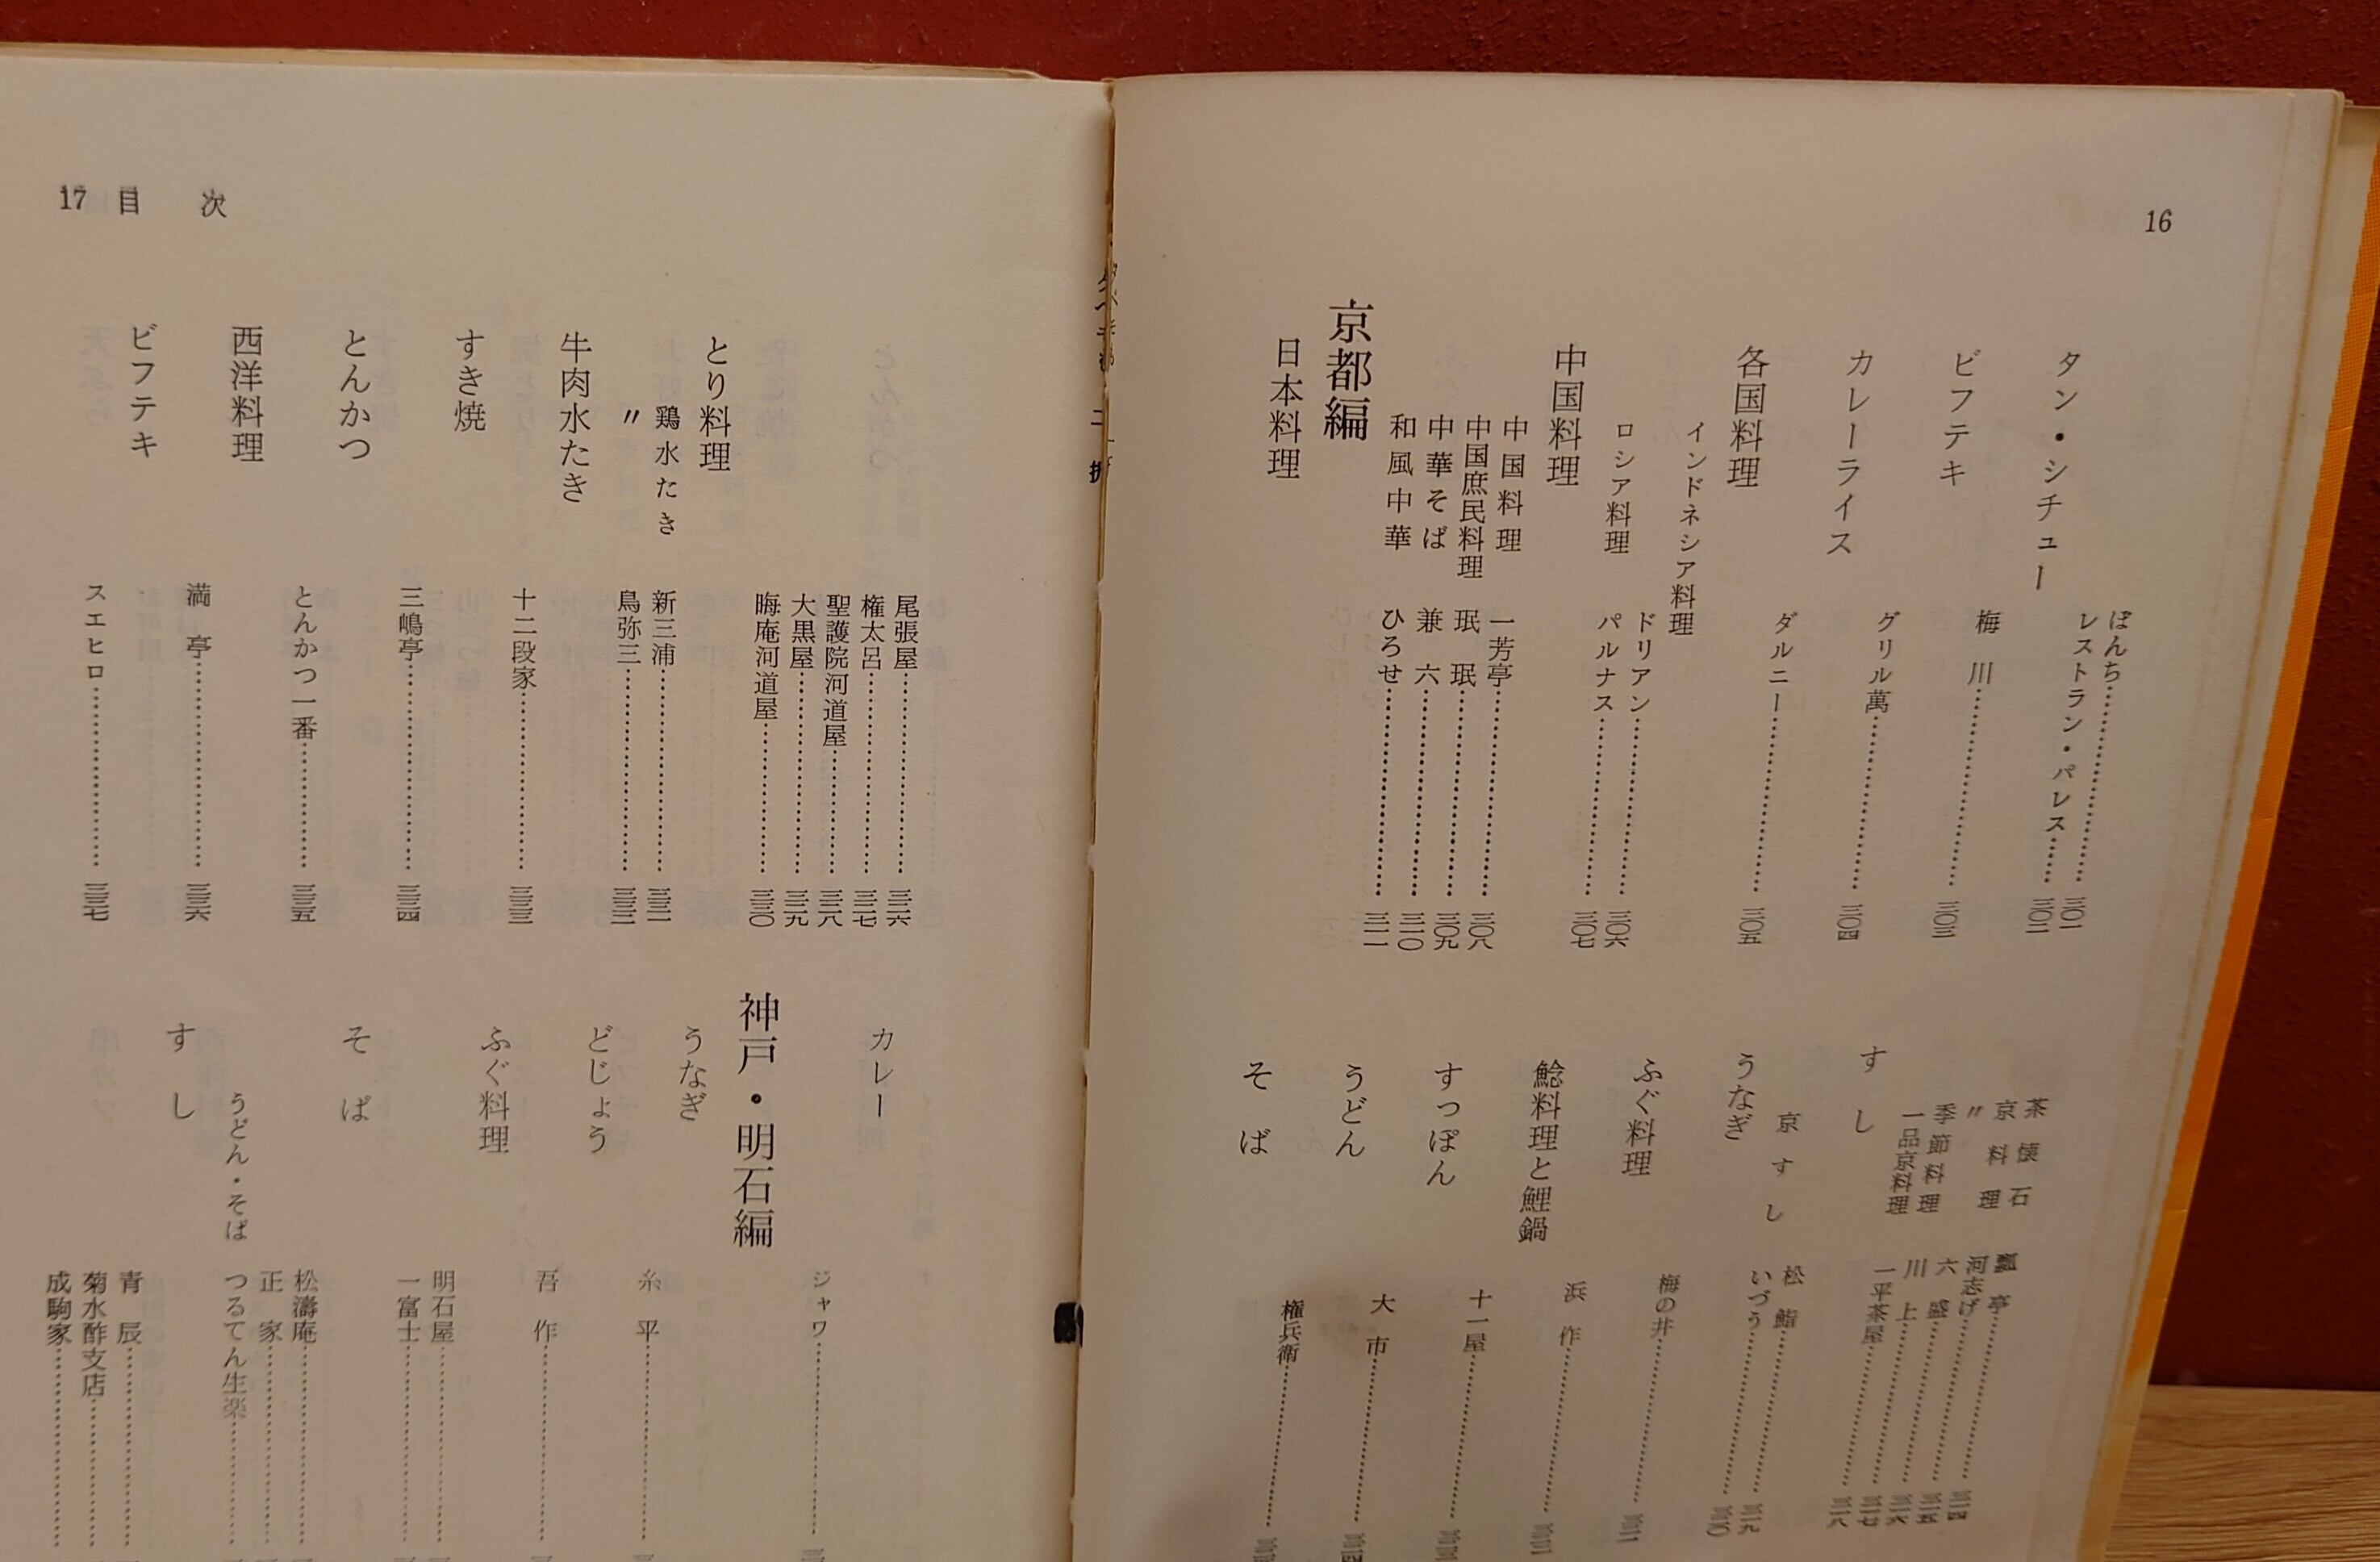 16
ぽんち……三〇一
タン・シチュー
レストラン・パレス……三〇二
ビフテキ
梅川……三〇三
カレーライス
グリル萬……三〇四
各国料理
ダルニー……三〇五
インドネシア料理
ドリアン……三〇六
ロシア料理
パルナス……三〇七
中国料理
中国料理 一芳亭……三〇八
中国庶民料理 珉珉……三〇九
中華そば 兼六……三一〇
和風中華 ひろせ……三一一
京都編
日本料理
茶懐石 瓢亭……三一四
京料理 河志げ……三一五
〃 六盛……三一六
季節料理 川上……三一七
一品京料理 一平茶屋……三一八
すし
松鮨……三一九
京すし いづう……三二〇
うなぎ
梅の井……三二一
ふぐ料理
浜作……三二二
鯰料理と鯉鍋
十一屋
すっぽん
大市
うどん
権兵衛
そば
17 目次
尾張屋……三二六
権太呂……三二七
聖護院河道屋……三二八
大黒屋……三二九
晦庵河道屋……三三〇
とり料理
鶏水たき 新三浦……三三一
〃 鳥弥三……三三二
牛肉水たき
十二段家……三三三
すき焼
三嶋亭……三三四
とんかつ
とんかつ一番……三三五
西洋料理
満亭……三三六
ビフテキ
スエヒロ……三三七
カレー
ジャワ
神戸・明石編
うなぎ
糸平
どじょう
吾作
ふぐ料理
明石屋
一富士
そば
松濤庵
正家
うどん・そば つるてん生楽
すし
青辰
菊水酢支店
成駒家